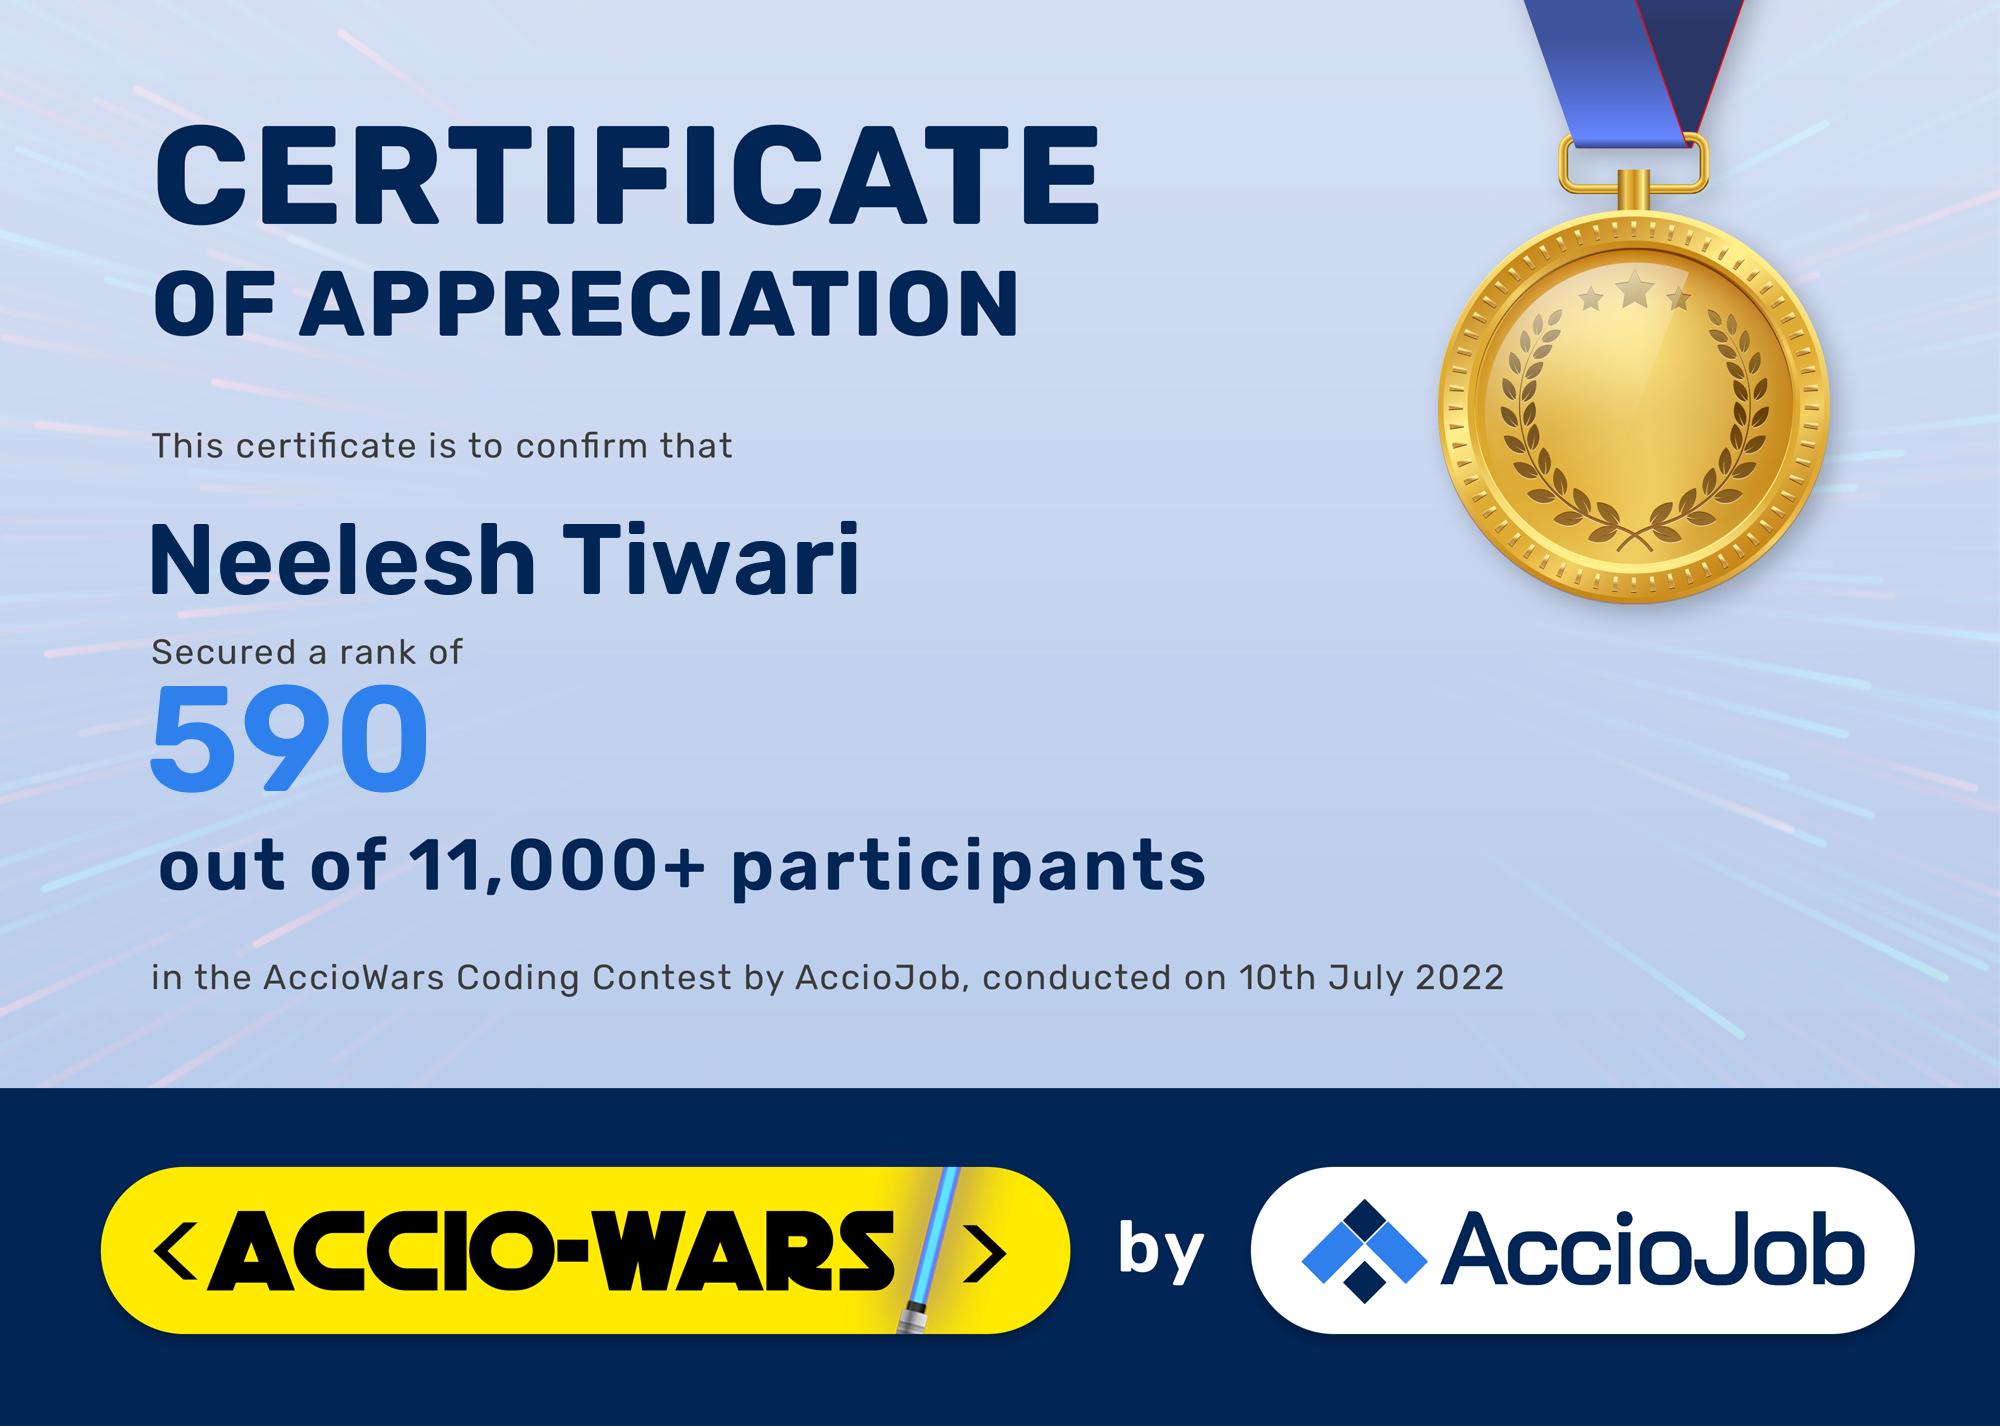 CERTIFICATE
OF APPRECIATION
This certificate is to confirm that
Neelesh Tiwari
Secured a rank of
590
out of 11,000+ participants
in the AccioWars Coding Contest by AccioJob, conducted on 10th July 2022
<ACCIO-WARS/> by AccioJob